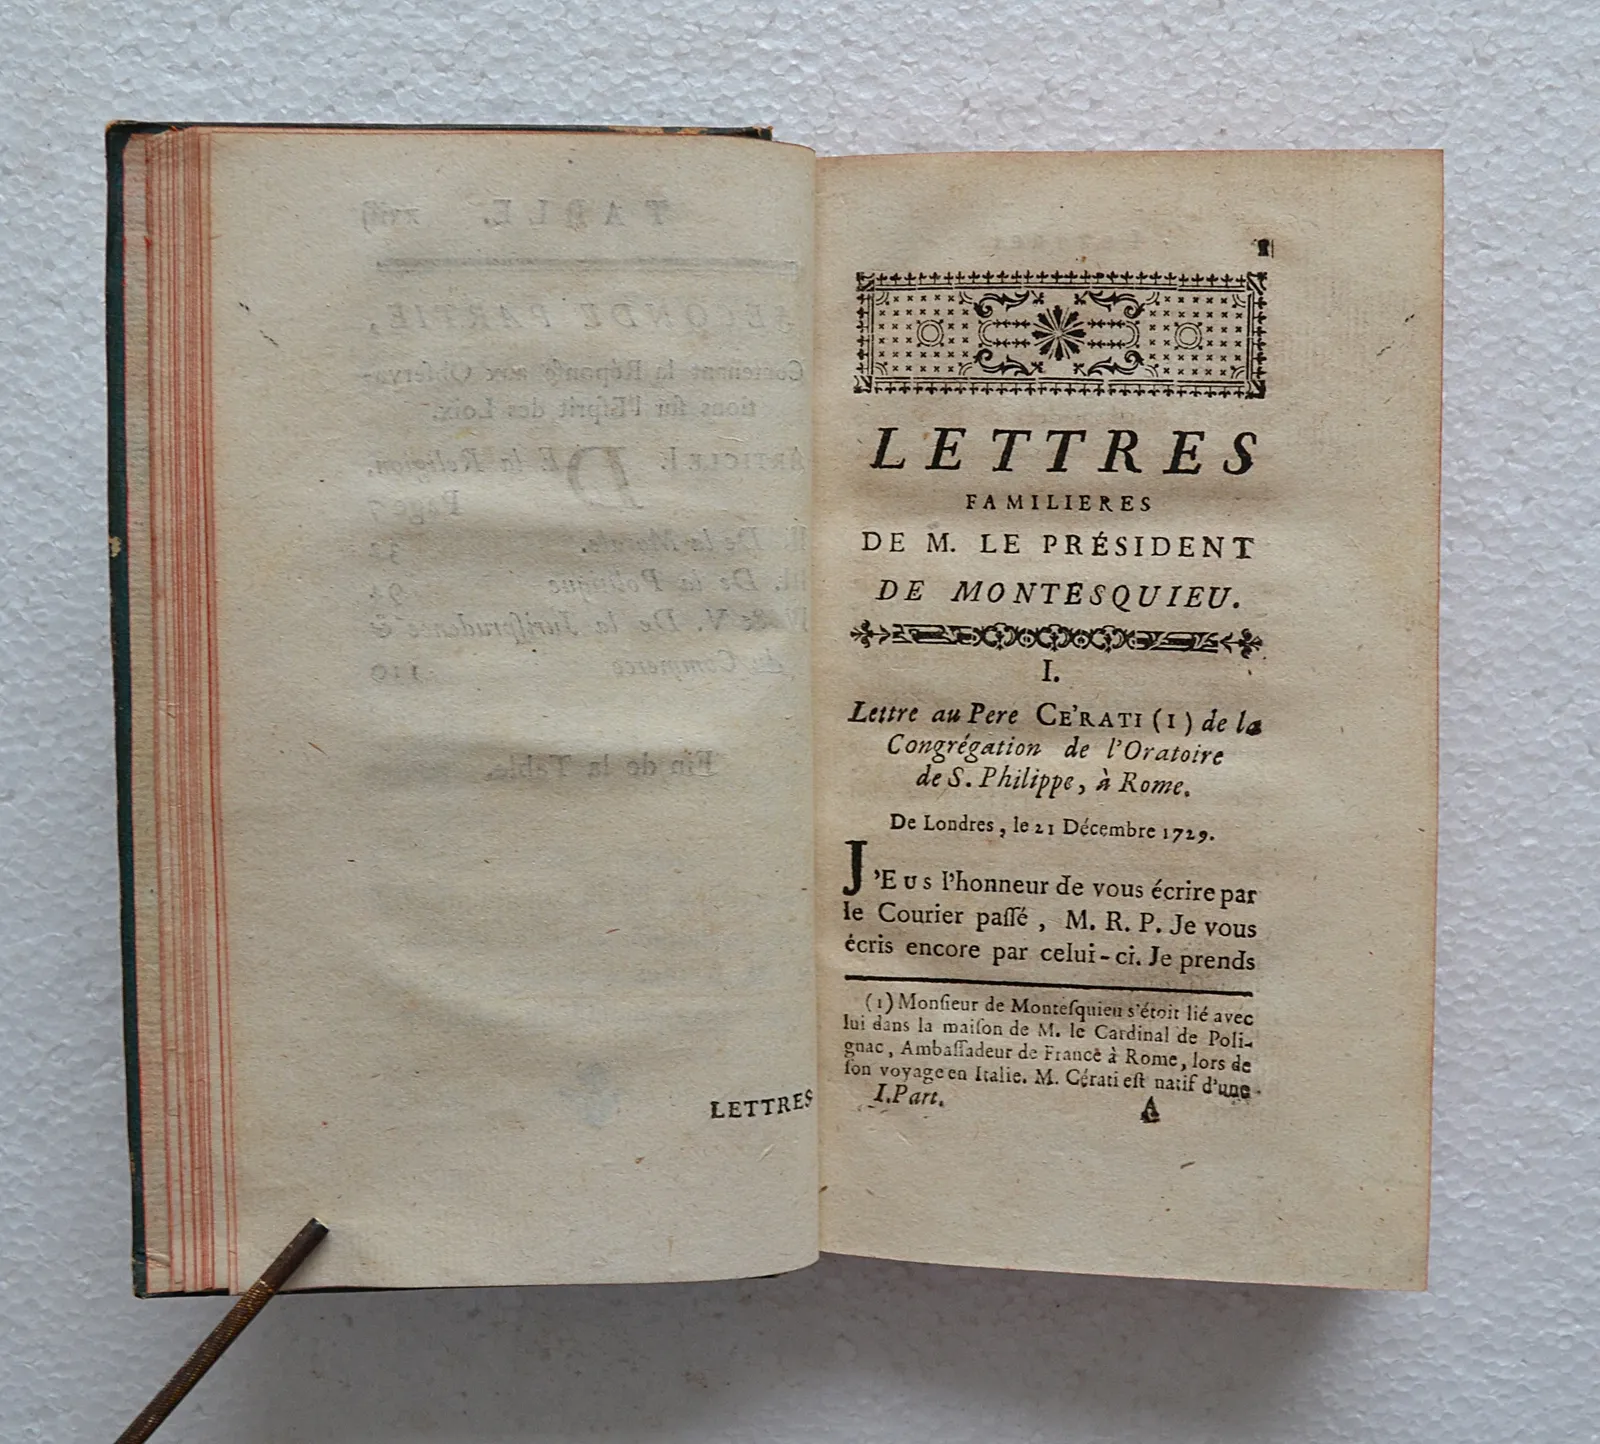 LETTRES
1
LETTRES
FAMILIERES
DE M. LE PRÉSIDENT
DE MONTESQUIEU.
I.
Lettre au Pere CE'RATI (1) de la
Congrégation de l'Oratoire
de S. Philippe, à Rome.
De Londres, le 21 Décembre 1729.
J'EUS l'honneur de vous écrire par
le Courier paſſé, M. R. P. Je vous
écris encore par celui-ci. Je prends
(1) Monſieur de Monteſquieu s'étoit lié avec
lui dans la maiſon de M. le Cardinal de Poli-
gnac, Ambaſſadeur de France à Rome, lors de
ſon voyage en Italie. M. Cérati eſt natif d'une
I. Part.
A